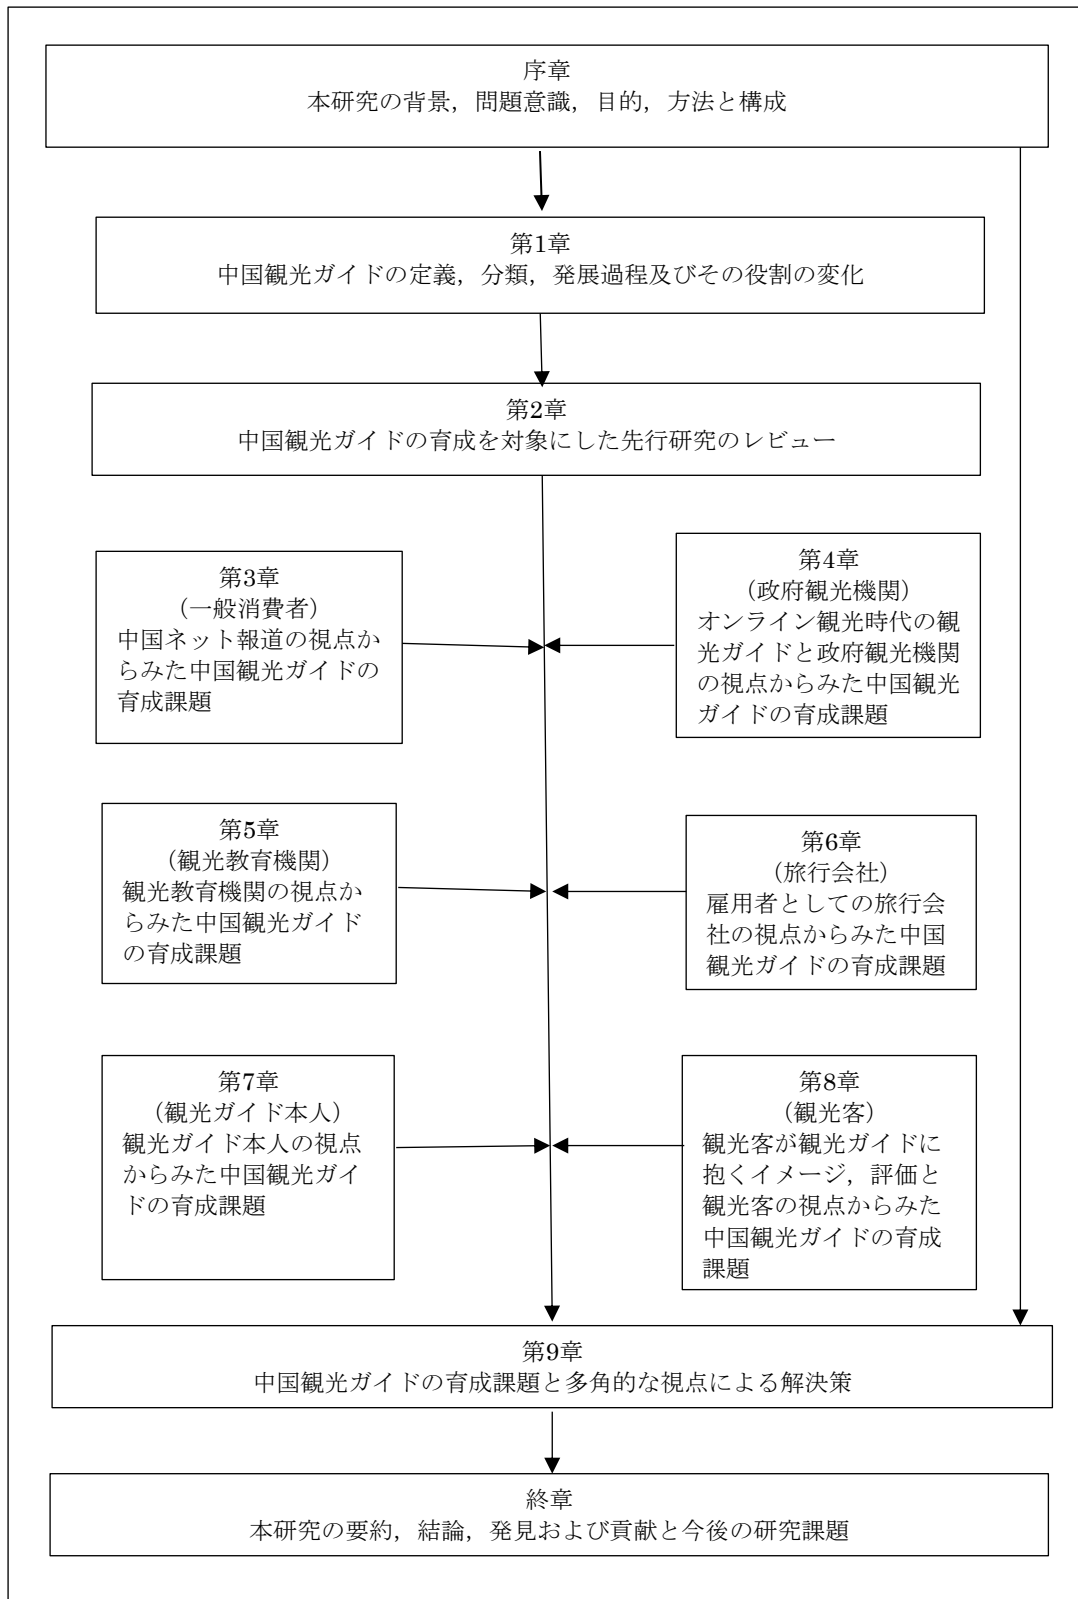 序章
本研究の背景，問題意識，目的，方法と構成
第1章
中国観光ガイドの定義，分類，発展過程及びその役割の変化
第2章
中国観光ガイドの育成を対象にした先行研究のレビュー
第3章
（一般消費者）
中国ネット報道の視点か
らみた中国観光ガイドの
育成課題
第4章
（政府観光機関）
オンライン観光時代の観
光ガイドと政府観光機関
の視点からみた中国観光
ガイドの育成課題
第5章
（観光教育機関）
観光教育機関の視点か
らみた中国観光ガイド
の育成課題
第6章
（旅行会社）
雇用者としての旅行会
社の視点からみた中国
観光ガイドの育成課題
第7章
（観光ガイド本人）
観光ガイド本人の視点
からみた中国観光ガイ
ドの育成課題
第8章
（観光客）
観光客が観光ガイドに
抱くイメージ，評価と
観光客の視点からみた
中国観光ガイドの育成
課題
第9章
中国観光ガイドの育成課題と多角的な視点による解決策
終章
本研究の要約，結論，発見および貢献と今後の研究課題